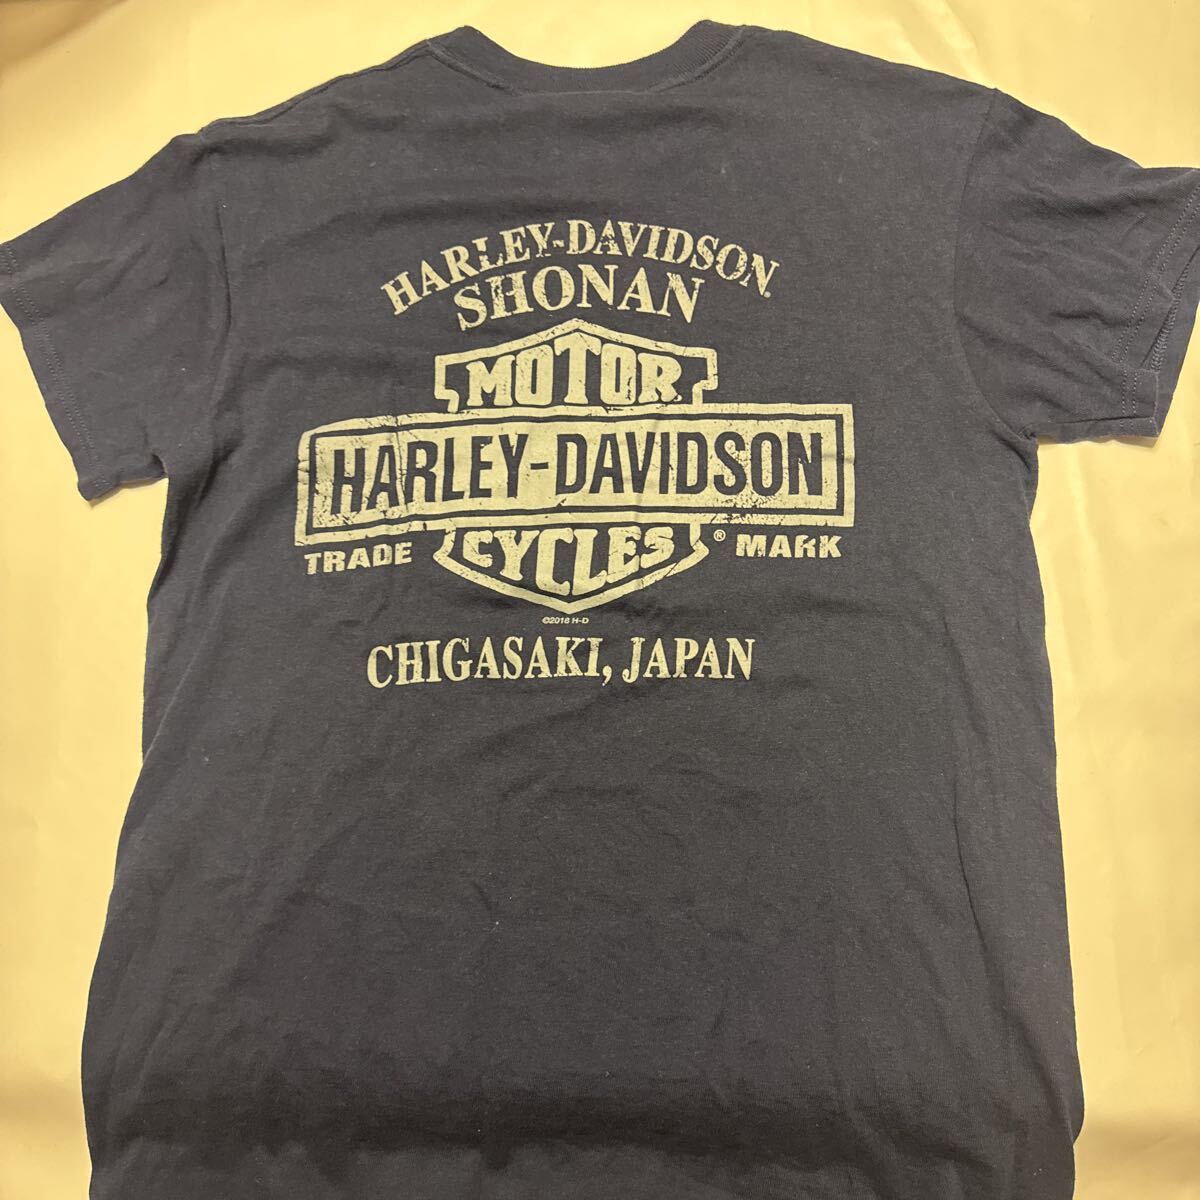 HARLEY-DAVIDSON
SHONAN
MOTOR
HARLEY-DAVIDSON
TRADE CYCLES ® MARK
©2018 H-D
CHIGASAKI, JAPAN